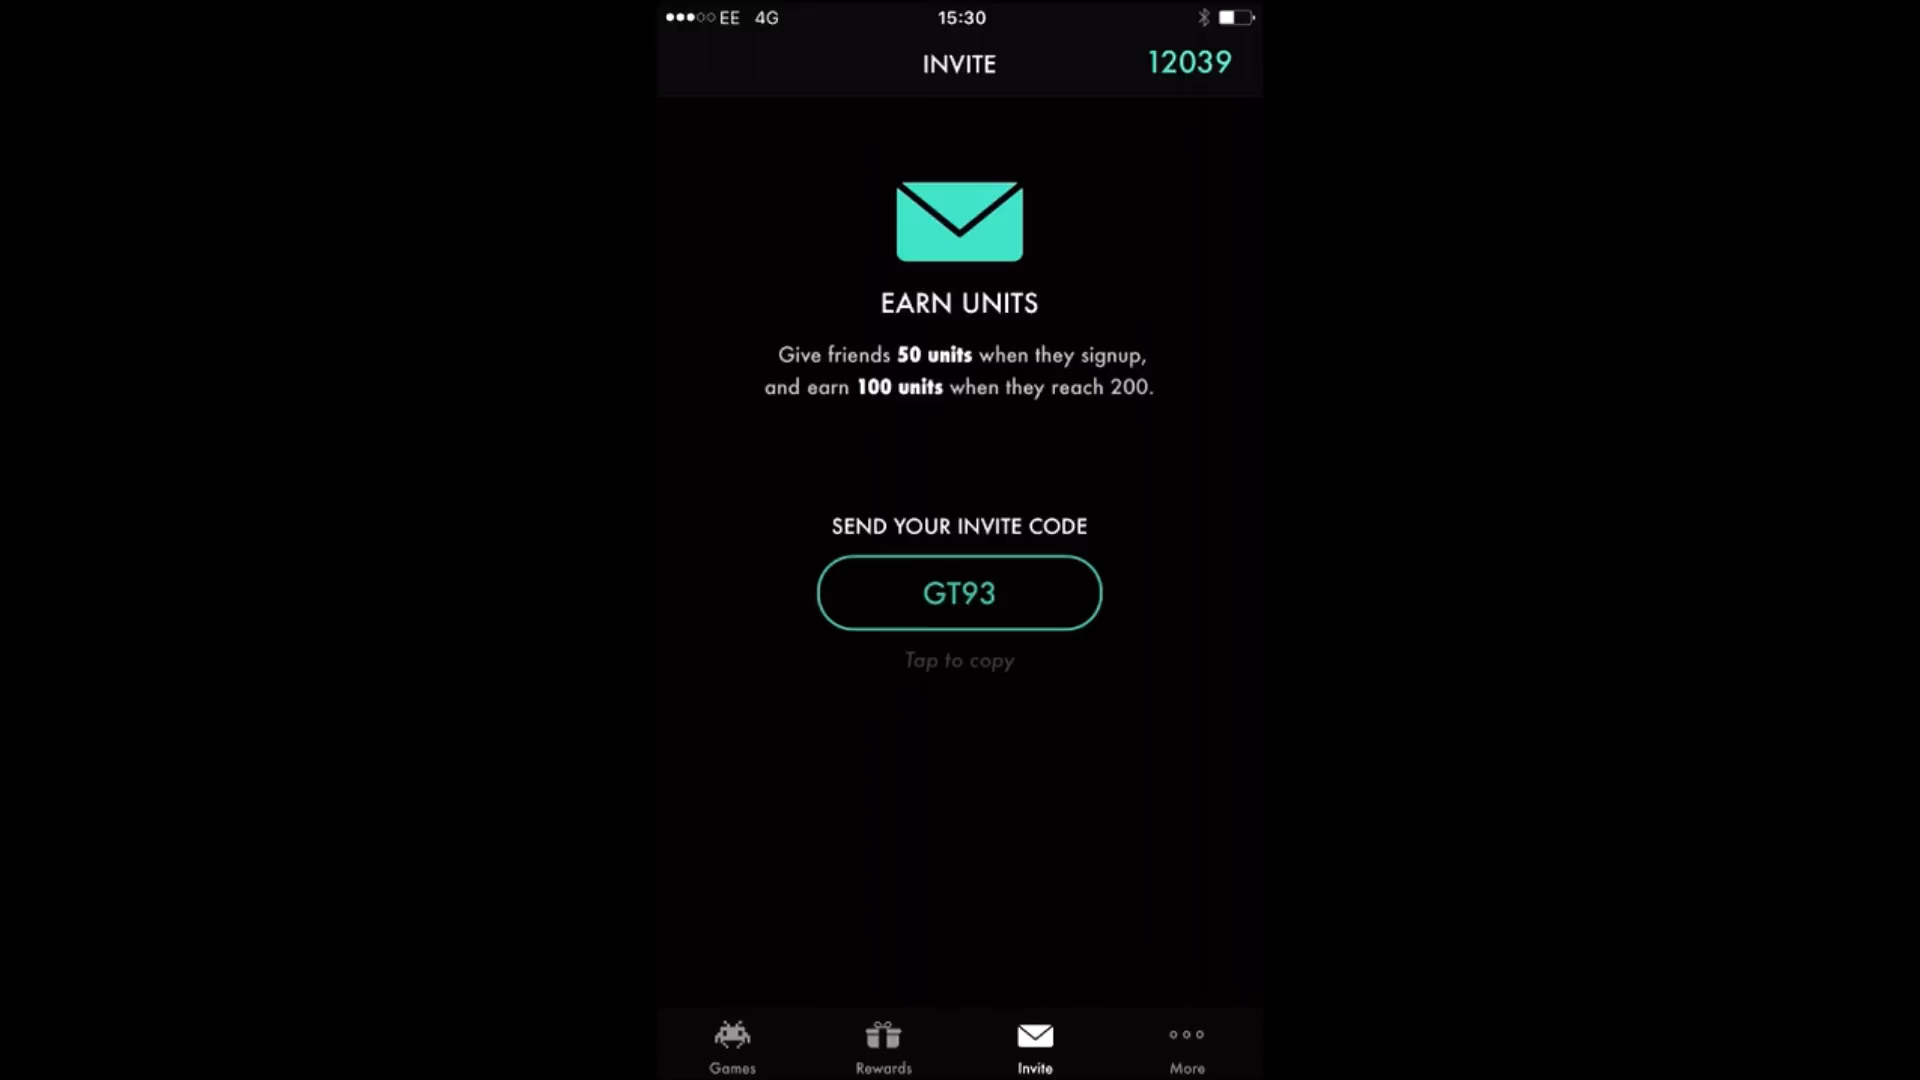 EE 4G 15:30
INVITE 12039
EARN UNITS
Give friends 50 units when they signup,
and earn 100 units when they reach 200.
SEND YOUR INVITE CODE
GT93
Tap to copy
Games Rewards Invite More